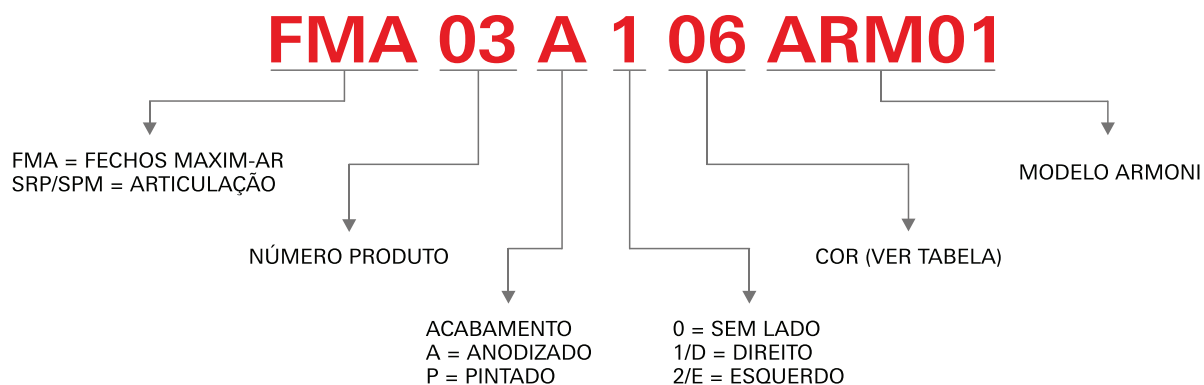 FMA 03 A 1 06 ARM01
FMA = FECHOS MAXIM-AR
SRP/SPM = ARTICULAÇÃO
MODELO ARMONI
NÚMERO PRODUTO
COR (VER TABELA)
ACABAMENTO
A = ANODIZADO
P = PINTADO
0 = SEM LADO
1/D = DIREITO
2/E = ESQUERDO